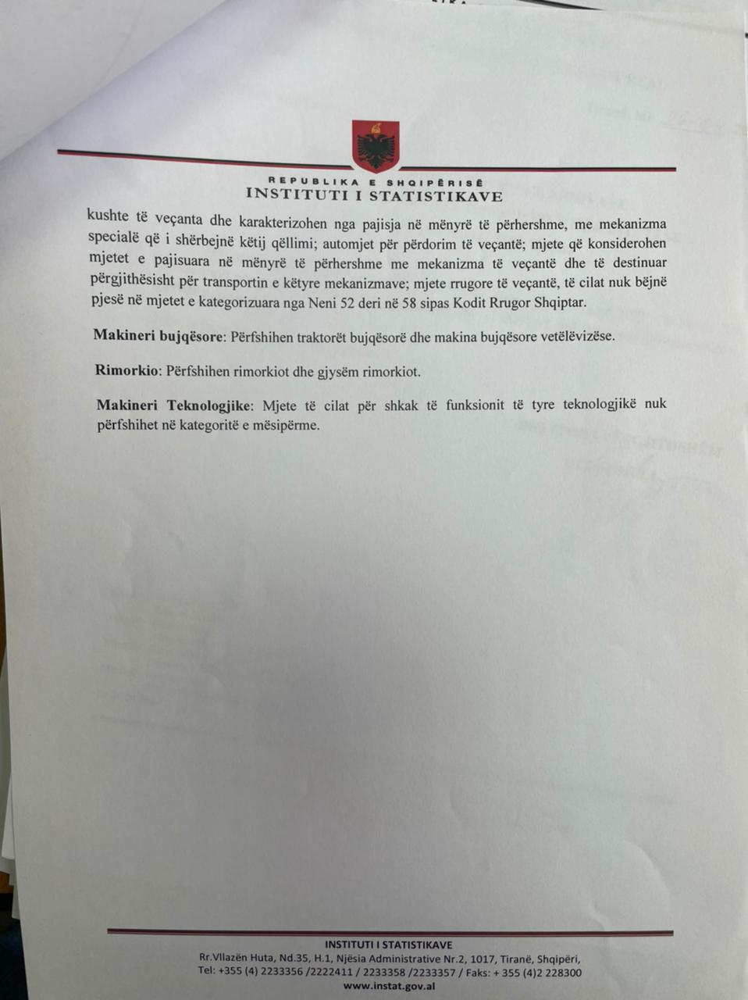 REPUBLIKA E SHQIPËRISË
INSTITUTI I STATISTIKAVE
kushte të veçanta dhe karakterizohen nga pajisja në mënyrë të përhershme, me mekanizma
specialë që i shërbejnë këtij qëllimi; automjet për përdorim të veçantë; mjete që konsiderohen
mjetet e pajisuara në mënyrë të përhershme me mekanizma të veçantë dhe të destinuar
përgjithësisht për transportin e këtyre mekanizmave; mjete rrugore të veçantë, të cilat nuk bëjnë
pjesë në mjetet e kategorizuara nga Neni 52 deri në 58 sipas Kodit Rrugor Shqiptar.
Makineri bujqësore: Përfshihen traktorët bujqësorë dhe makina bujqësore vetëlëvizëse.
Rimorkio: Përfshihen rimorkiot dhe gjysëm rimorkiot.
Makineri Teknologjike: Mjete të cilat për shkak të funksionit të tyre teknologjikë nuk
përfshihet në kategoritë e mësipërme.
INSTITUTI I STATISTIKAVE
Rr.Vllazën Huta, Nd.35, H.1, Njësia Administrative Nr.2, 1017, Tiranë, Shqipëri,
Tel: +355 (4) 2233356 /2222411 / 2233358 /2233357 / Faks: + 355 (4)2 228300
www.instat.gov.al